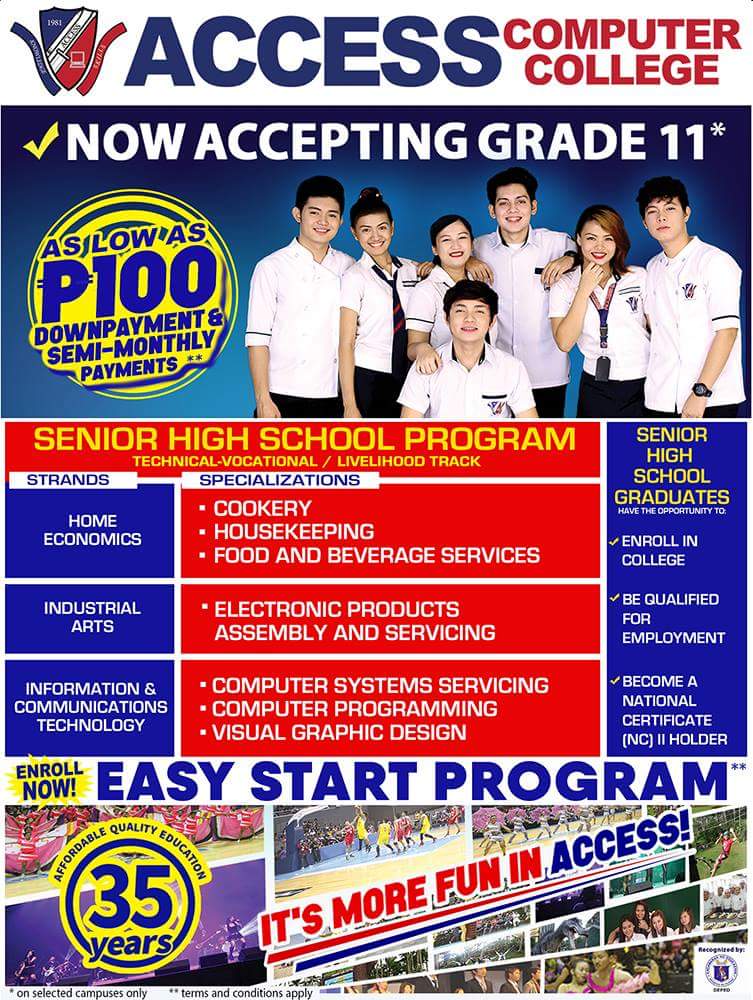 1981
ACCESS
ACCESS
COMPUTER
COLLEGE
NOW ACCEPTING GRADE 11*
AS LOW AS
₱100
DOWNPAYMENT &
SEMI-MONTHLY
PAYMENTS **
SENIOR HIGH SCHOOL PROGRAM
TECHNICAL-VOCATIONAL / LIVELIHOOD TRACK
STRANDS
SPECIALIZATIONS
HOME
ECONOMICS
▪ COOKERY
▪ HOUSEKEEPING
▪ FOOD AND BEVERAGE SERVICES
INDUSTRIAL
ARTS
▪ ELECTRONIC PRODUCTS
ASSEMBLY AND SERVICING
INFORMATION &
COMMUNICATIONS
TECHNOLOGY
▪ COMPUTER SYSTEMS SERVICING
▪ COMPUTER PROGRAMMING
▪ VISUAL GRAPHIC DESIGN
SENIOR
HIGH
SCHOOL
GRADUATES
HAVE THE OPPORTUNITY TO:
ENROLL IN
COLLEGE
BE QUALIFIED
FOR
EMPLOYMENT
BECOME A
NATIONAL
CERTIFICATE
(NC) II HOLDER
ENROLL
NOW!
EASY START PROGRAM**
AFFORDABLE QUALITY EDUCATION
35
years
IT'S MORE FUN IN ACCESS!
Recognized by:
DEPED
* on selected campuses only
** terms and conditions apply